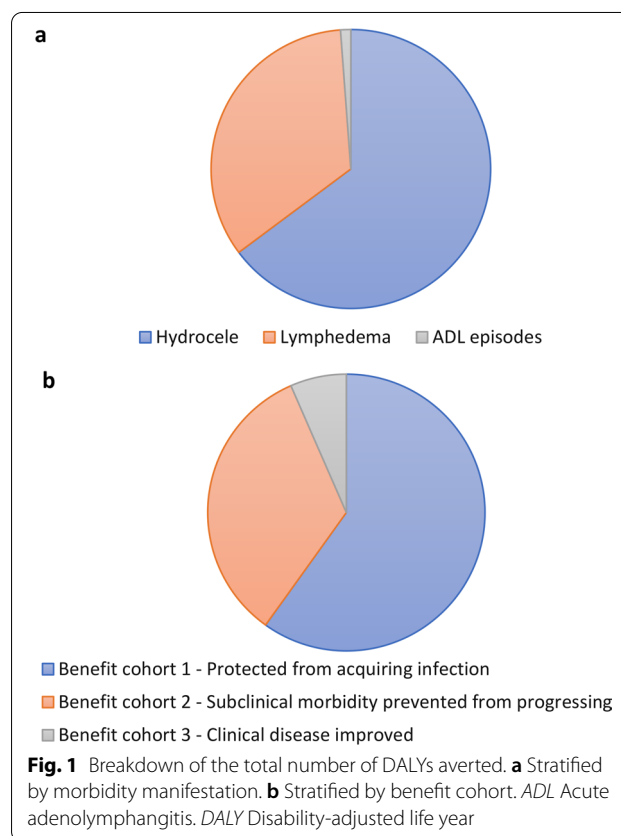 a
Hydrocele Lymphedema ADL episodes
b
Benefit cohort 1 - Protected from acquiring infection
Benefit cohort 2 - Subclinical morbidity prevented from progressing
Benefit cohort 3 - Clinical disease improved
Fig. 1 Breakdown of the total number of DALYs averted. a Stratified
by morbidity manifestation. b Stratified by benefit cohort. ADL Acute
adenolymphangitis. DALY Disability-adjusted life year